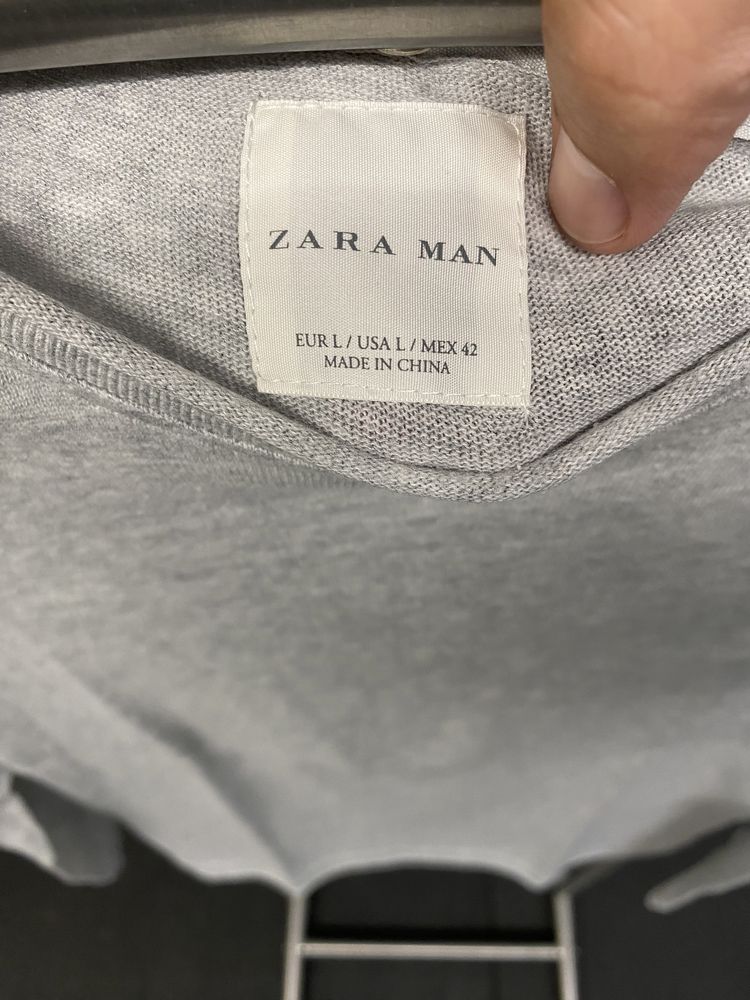 ZARA MAN
EUR L / USA L / MEX 42
MADE IN CHINA